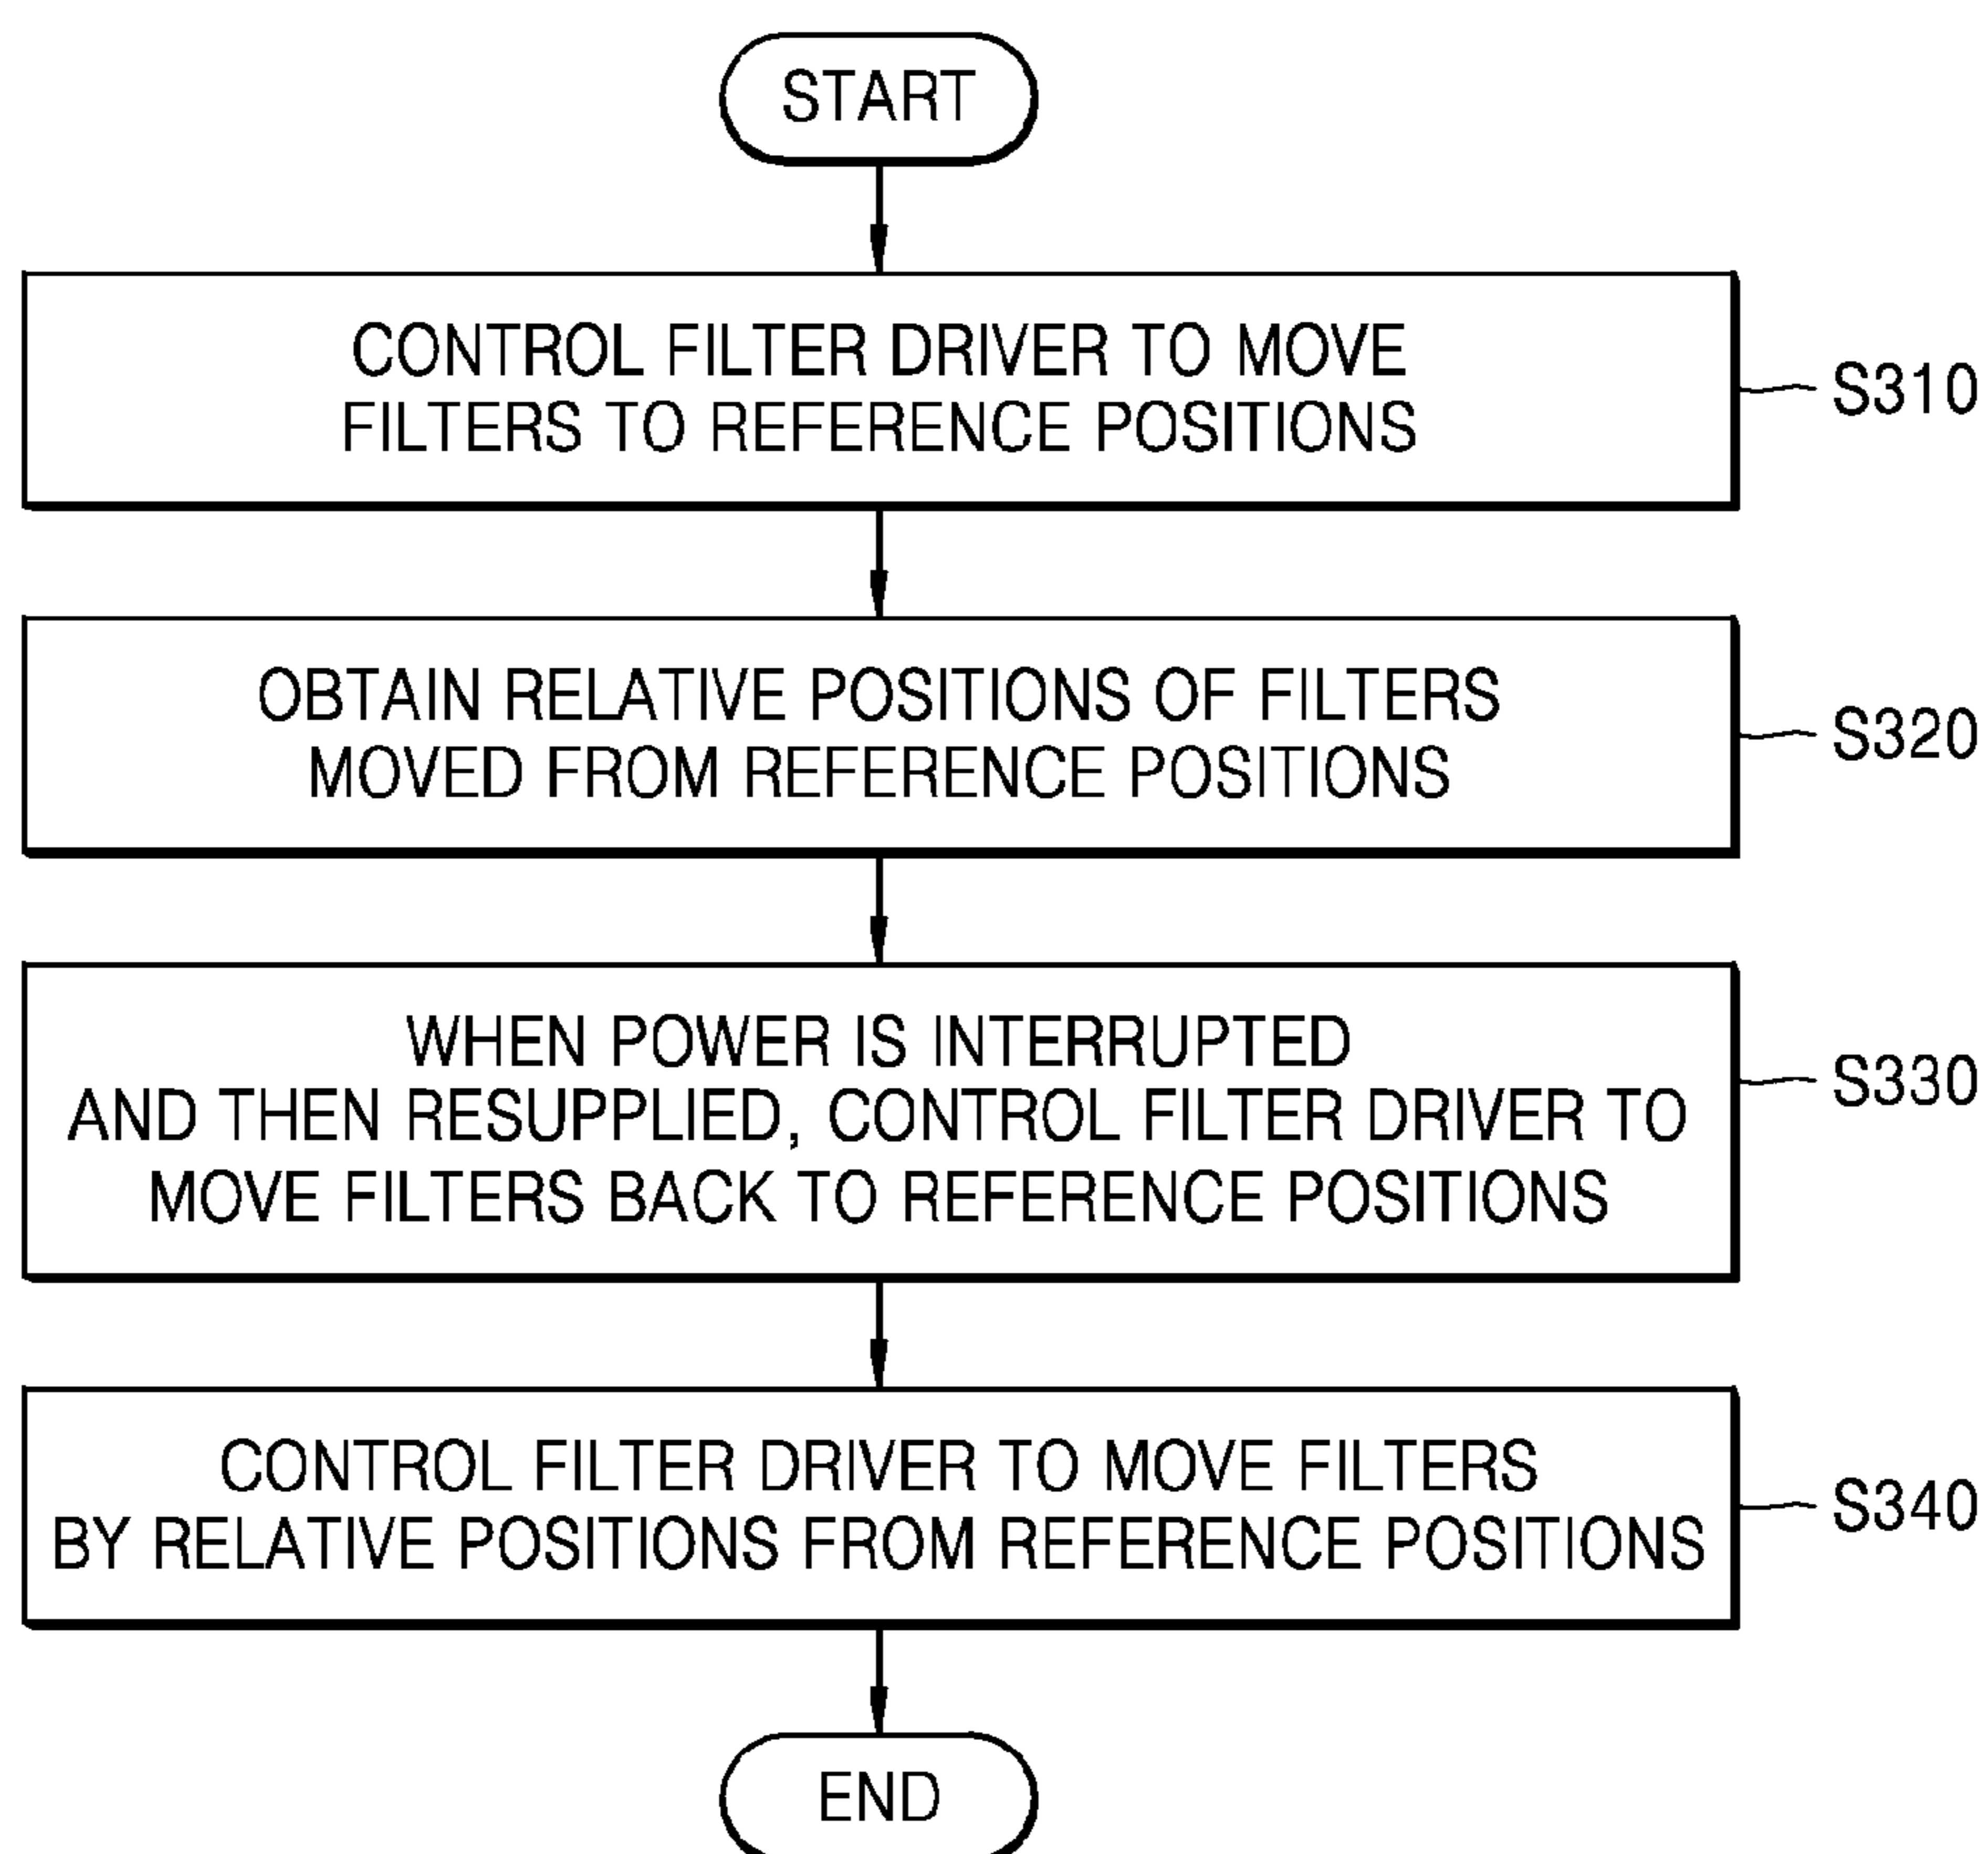 START
CONTROL FILTER DRIVER TO MOVE
FILTERS TO REFERENCE POSITIONS
S310
OBTAIN RELATIVE POSITIONS OF FILTERS
MOVED FROM REFERENCE POSITIONS
S320
WHEN POWER IS INTERRUPTED
AND THEN RESUPPLIED, CONTROL FILTER DRIVER TO
MOVE FILTERS BACK TO REFERENCE POSITIONS
S330
CONTROL FILTER DRIVER TO MOVE FILTERS
BY RELATIVE POSITIONS FROM REFERENCE POSITIONS
S340
END